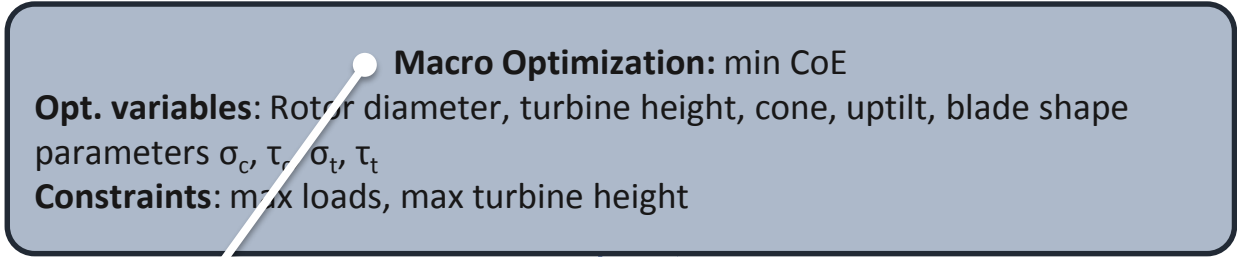 Macro Optimization: min CoE
Opt. variables: Rotor diameter, turbine height, cone, uptilt, blade shape
parameters σc, τc, σt, τt
Constraints: max loads, max turbine height